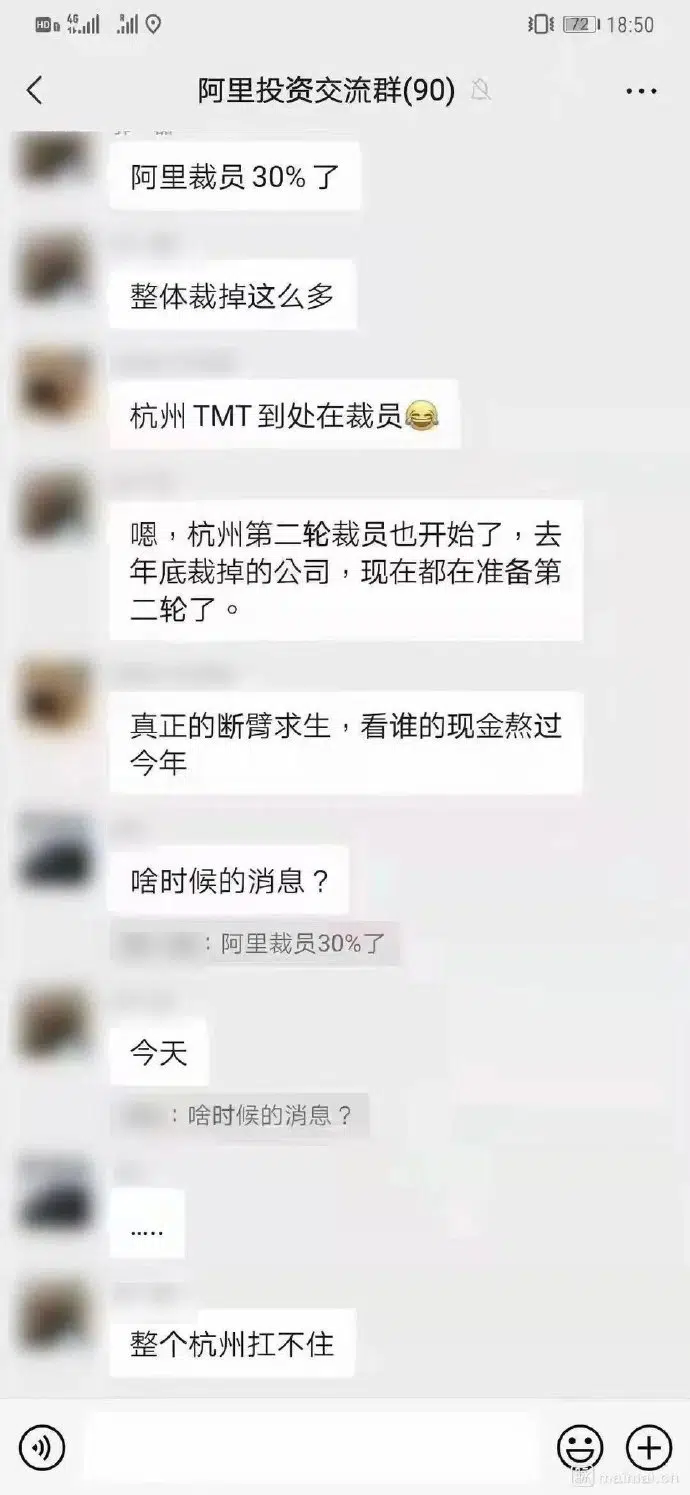 HD 4G 72 18:50
阿里投资交流群(90)
阿里裁员30%了
整体裁掉这么多
杭州TMT到处在裁员😂
嗯，杭州第二轮裁员也开始了，去
年底裁掉的公司，现在都在准备第
二轮了。
真正的断臂求生，看谁的现金熬过
今年
啥时候的消息？
：阿里裁员30%了
今天
：啥时候的消息？
.....
整个杭州扛不住
maimai.cn